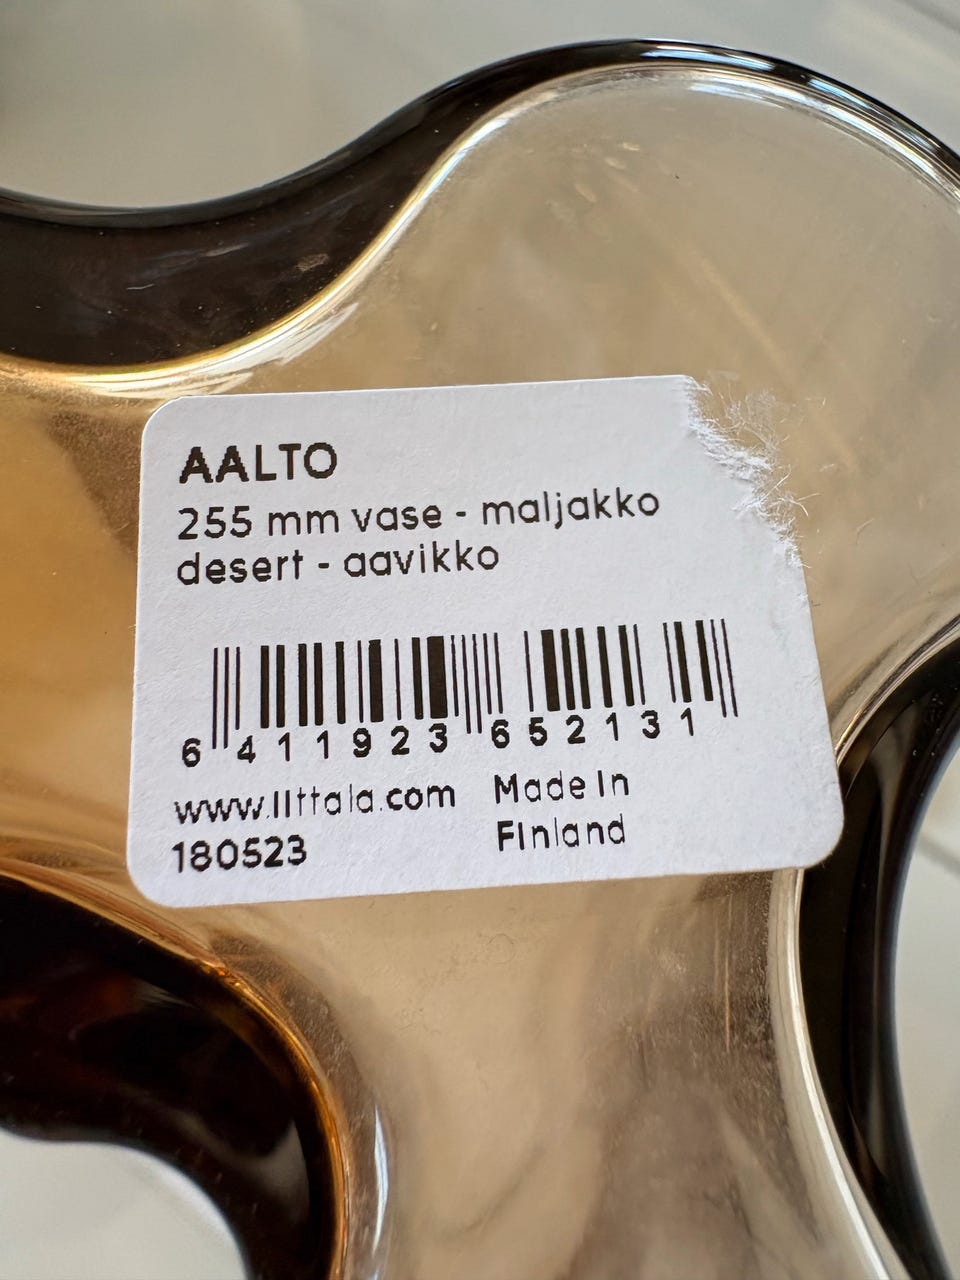 AALTO
255 mm vase - maljakko
desert - aavikko
6 411923 652131
www.iittala.com
Made in
Finland
180523